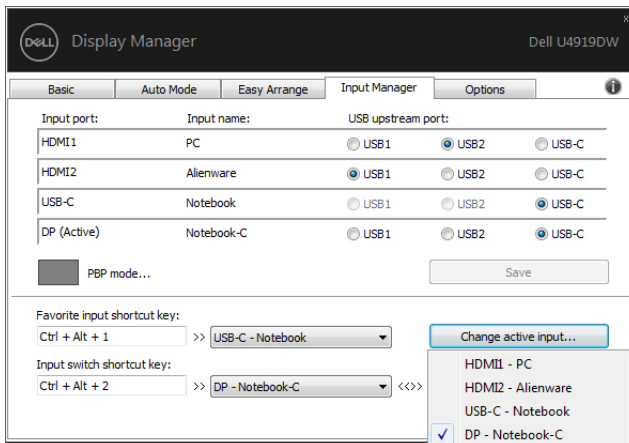 x
DELL Display Manager Dell U4919DW
Basic Auto Mode Easy Arrange Input Manager Options i
Input port: Input name: USB upstream port:
HDMI1 PC USB1 USB2 USB-C
HDMI2 Alienware USB1 USB2 USB-C
USB-C Notebook USB1 USB2 USB-C
DP (Active) Notebook-C USB1 USB2 USB-C
PBP mode... Save
Favorite input shortcut key:
Ctrl + Alt + 1 >> USB-C - Notebook Change active input...
HDMI1 - PC
Input switch shortcut key:
HDMI2 - Alienware
Ctrl + Alt + 2 >> DP - Notebook-C <<>>
USB-C - Notebook
DP - Notebook-C